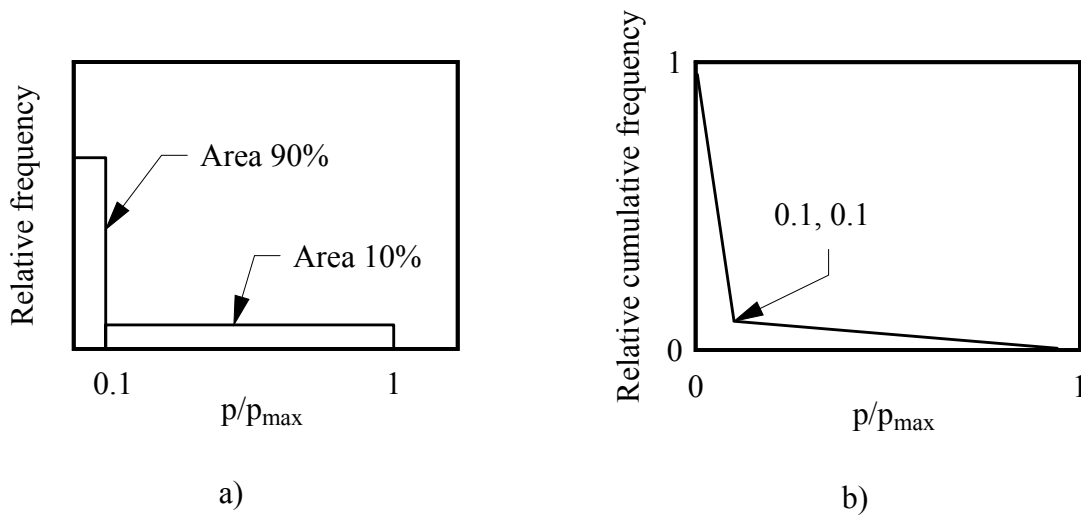 Relative frequency
Area 90%
Area 10%
0.1
1
p/pmax
a)
Relative cumulative frequency
1
0.1, 0.1
0
0
1
p/pmax
b)